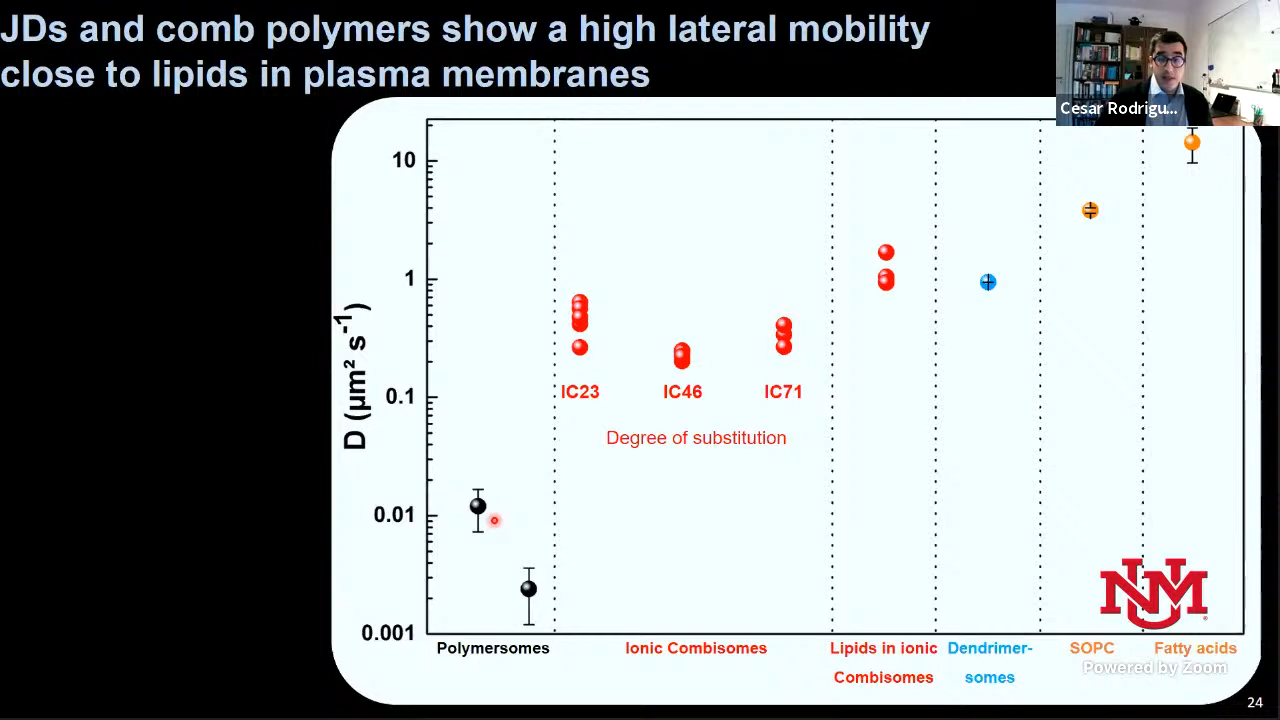 JDs and comb polymers show a high lateral mobility
close to lipids in plasma membranes
Cesar Rodrigu...
D (µm² s⁻¹)
10
1
0.1
0.01
0.001
IC23 IC46 IC71
Degree of substitution
UNM
Polymersomes Ionic Combisomes Lipids in ionic Dendrimer- SOPC Fatty acids
Combisomes somes
Powered by Zoom
24